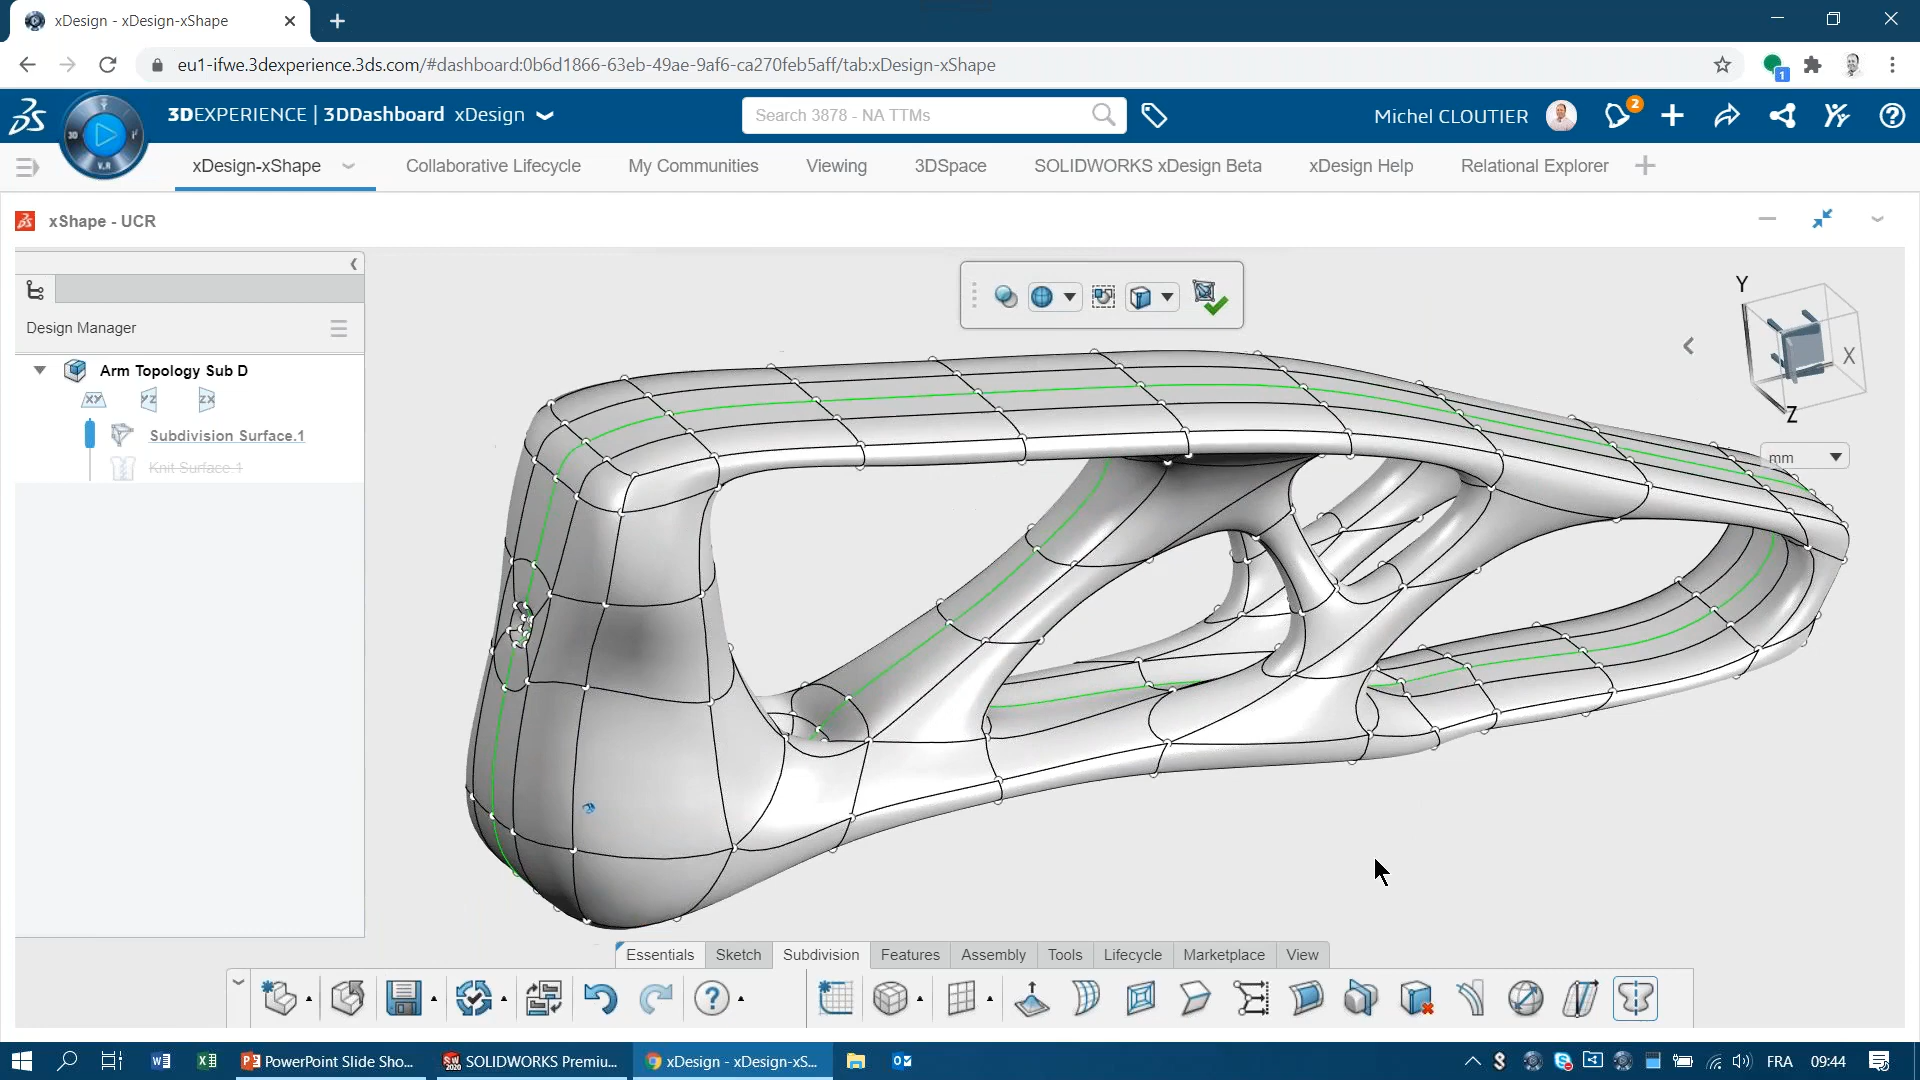 xDesign - xDesign-xShape
eu1-ifwe.3dexperience.3ds.com/#dashboard:0b6d1866-63eb-49ae-9af6-ca270feb5aff/tab:xDesign-xShape
1
3DEXPERIENCE | 3DDashboard xDesign
Search 3878 - NA TTMs
Michel CLOUTIER
2
3D
V.R
xDesign-xShape
Collaborative Lifecycle
My Communities
Viewing
3DSpace
SOLIDWORKS xDesign Beta
xDesign Help
Relational Explorer
xShape - UCR
Design Manager
Arm Topology Sub D
XY YZ ZX
Subdivision Surface.1
Knit Surface.1
Y
X
Z
mm
Essentials Sketch Subdivision Features Assembly Tools Lifecycle Marketplace View
PowerPoint Slide Sho...
SOLIDWORKS Premiu...
xDesign - xDesign-xS...
FRA
09:44